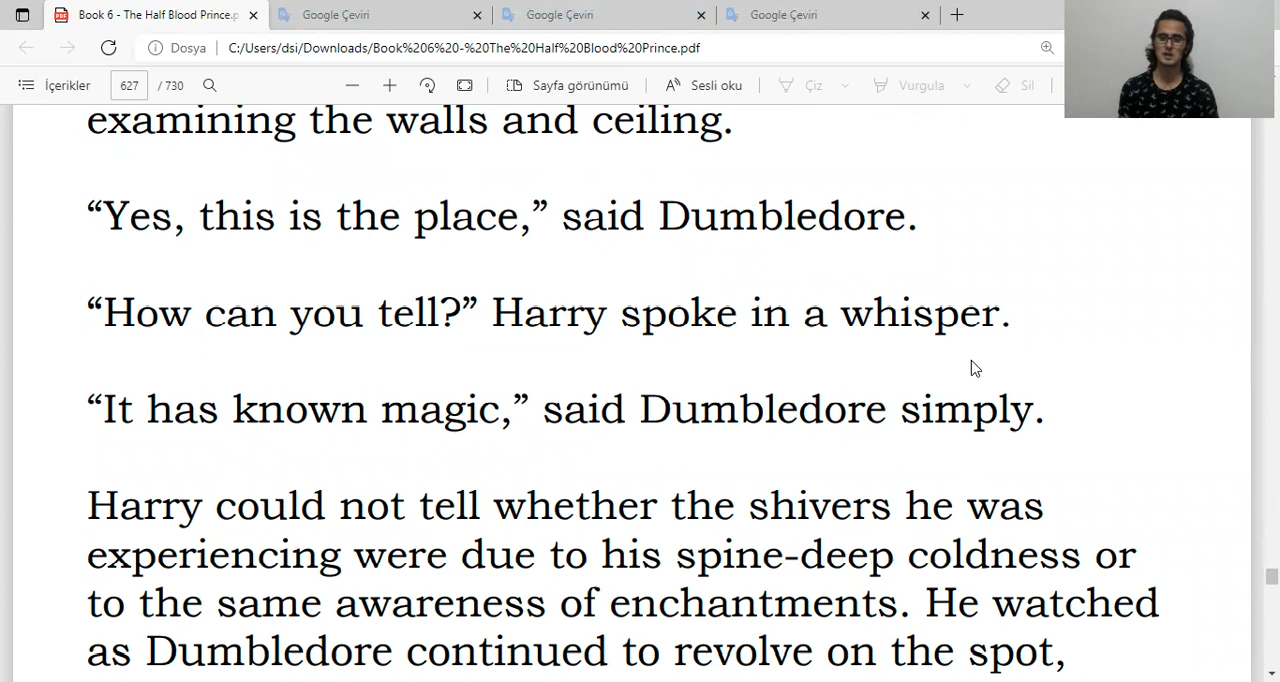 Book 6 - The Half Blood Prince.p
Google Çeviri
Google Çeviri
Google Çeviri
Dosya
C:/Users/dsi/Downloads/Book%206%20-%20The%20Half%20Blood%20Prince.pdf
İçerikler
627 / 730
Sayfa görünümü
Sesli oku
Çiz
Vurgula
Sil
examining the walls and ceiling.
“Yes, this is the place,” said Dumbledore.
“How can you tell?” Harry spoke in a whisper.
“It has known magic,” said Dumbledore simply.
Harry could not tell whether the shivers he was
experiencing were due to his spine-deep coldness or
to the same awareness of enchantments. He watched
as Dumbledore continued to revolve on the spot,